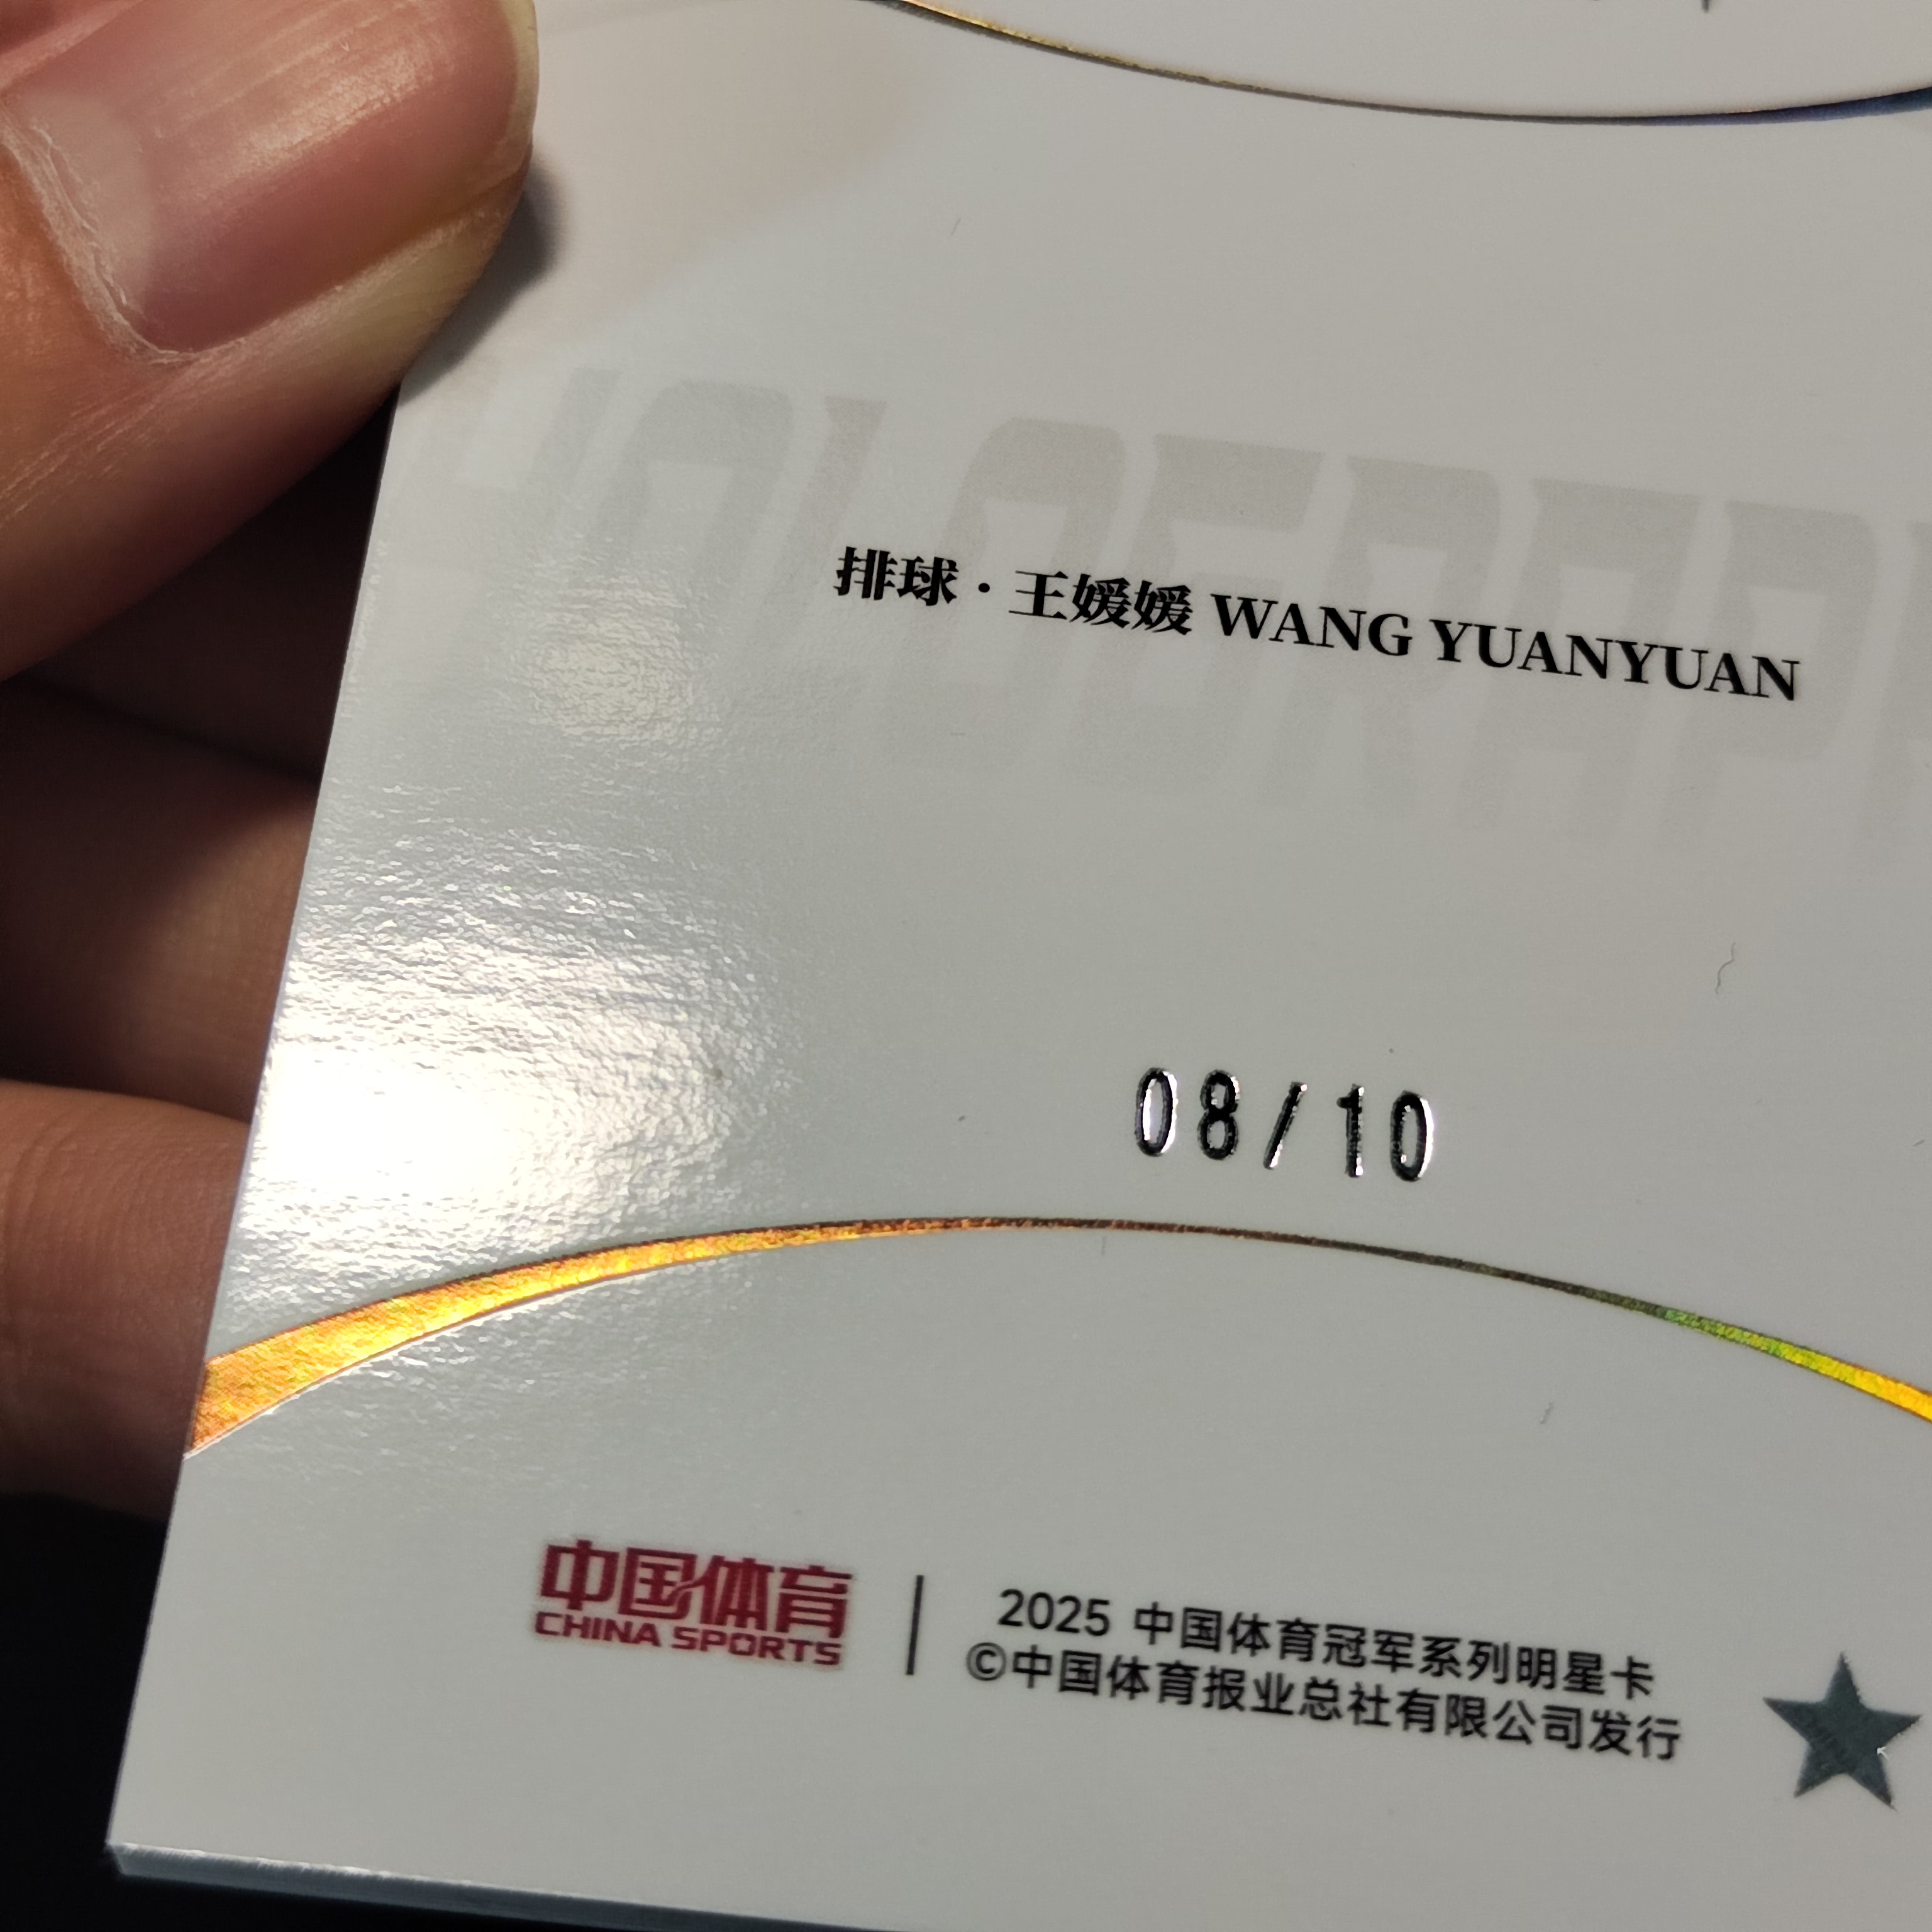 排球·王媛媛 WANG YUANYUAN
08/10
中国体育
CHINA SPORTS
2025 中国体育冠军系列明星卡
©中国体育报业总社有限公司发行